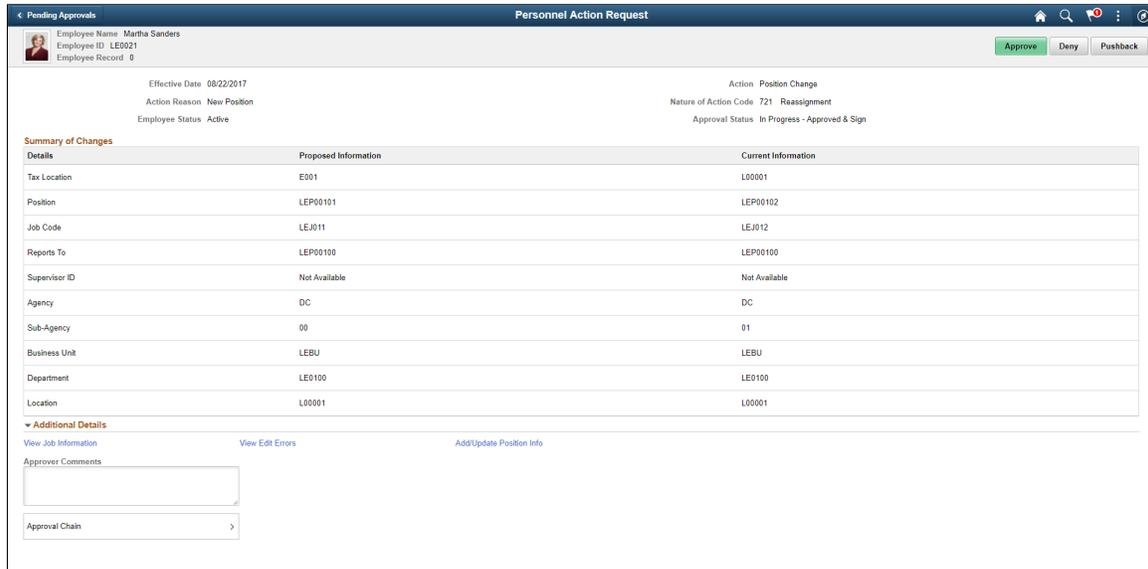 Pending Approvals Personnel Action Request 1
Employee Name Martha Sanders
Employee ID LE0021
Employee Record 0
Approve Deny Pushback
Effective Date 08/22/2017 Action Position Change
Action Reason New Position Nature of Action Code 721 Reassignment
Employee Status Active Approval Status In Progress - Approved & Sign
Summary of Changes
Details Proposed Information Current Information
Tax Location E001 L00001
Position LEP00101 LEP00102
Job Code LEJ011 LEJ012
Reports To LEP00100 LEP00100
Supervisor ID Not Available Not Available
Agency DC DC
Sub-Agency 00 01
Business Unit LEBU LEBU
Department LE0100 LE0100
Location L00001 L00001
Additional Details
View Job Information View Edit Errors Add/Update Position Info
Approver Comments
Approval Chain